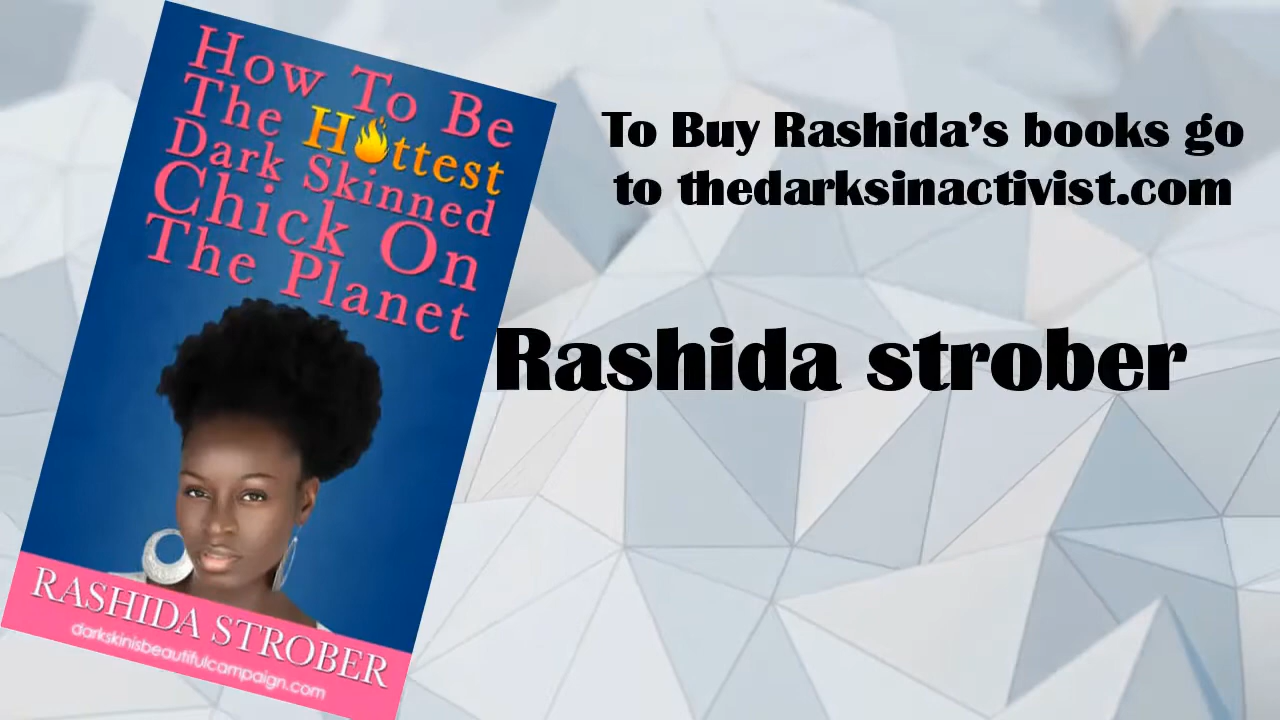 How To Be
The Hottest
Dark Skinned
Chick On
The Planet
RASHIDA STROBER
darkskinisbeautifulcampaign.com
To Buy Rashida's books go
to thedarksinactivist.com
Rashida strober